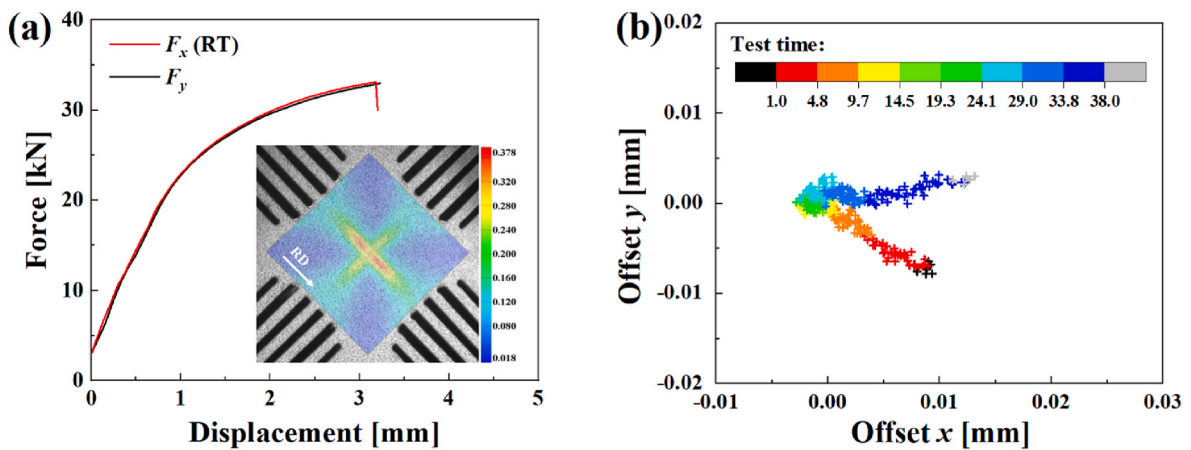 (a)
Force [kN]
40
30
20
10
0
F_x (RT)
F_y
RD
0.378
0.320
0.280
0.240
0.200
0.160
0.120
0.080
0.018
0 1 2 3 4 5
Displacement [mm]
(b)
Offset y [mm]
0.02
0.01
0.00
-0.01
-0.02
Test time:
1.0 4.8 9.7 14.5 19.3 24.1 29.0 33.8 38.0
-0.01 0.00 0.01 0.02 0.03
Offset x [mm]